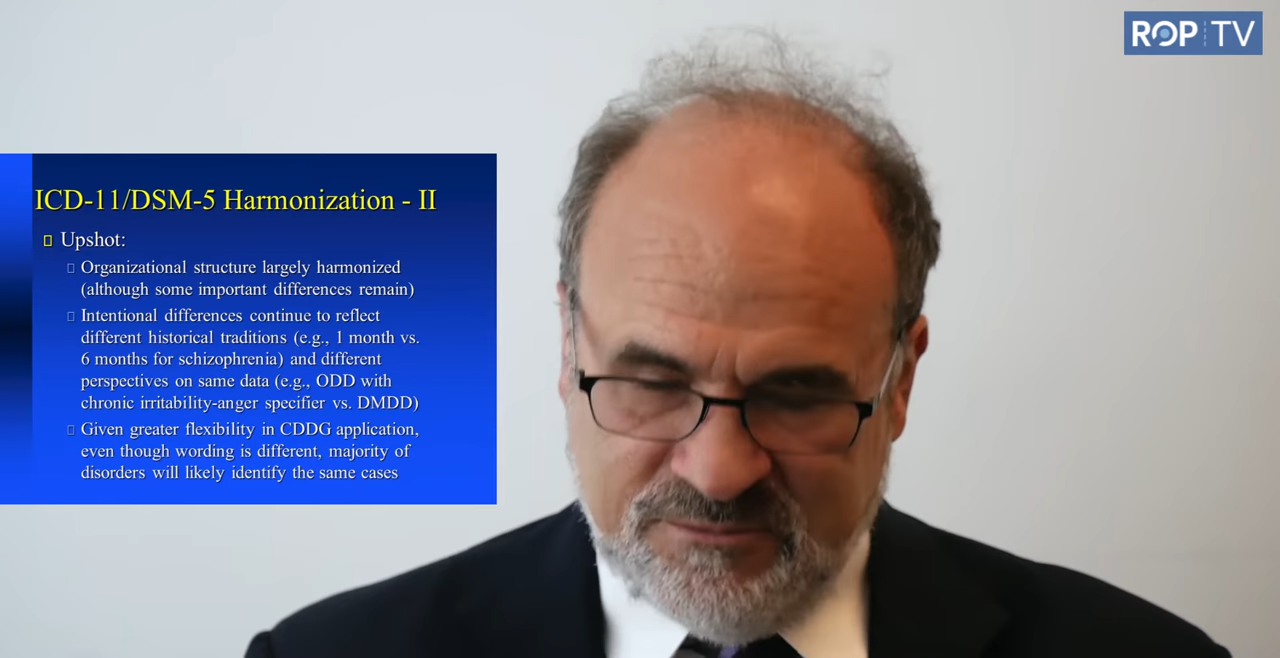 ROP TV
ICD-11/DSM-5 Harmonization - II
Upshot:
Organizational structure largely harmonized
(although some important differences remain)
Intentional differences continue to reflect
different historical traditions (e.g., 1 month vs.
6 months for schizophrenia) and different
perspectives on same data (e.g., ODD with
chronic irritability-anger specifier vs. DMDD)
Given greater flexibility in CDDG application,
even though wording is different, majority of
disorders will likely identify the same cases